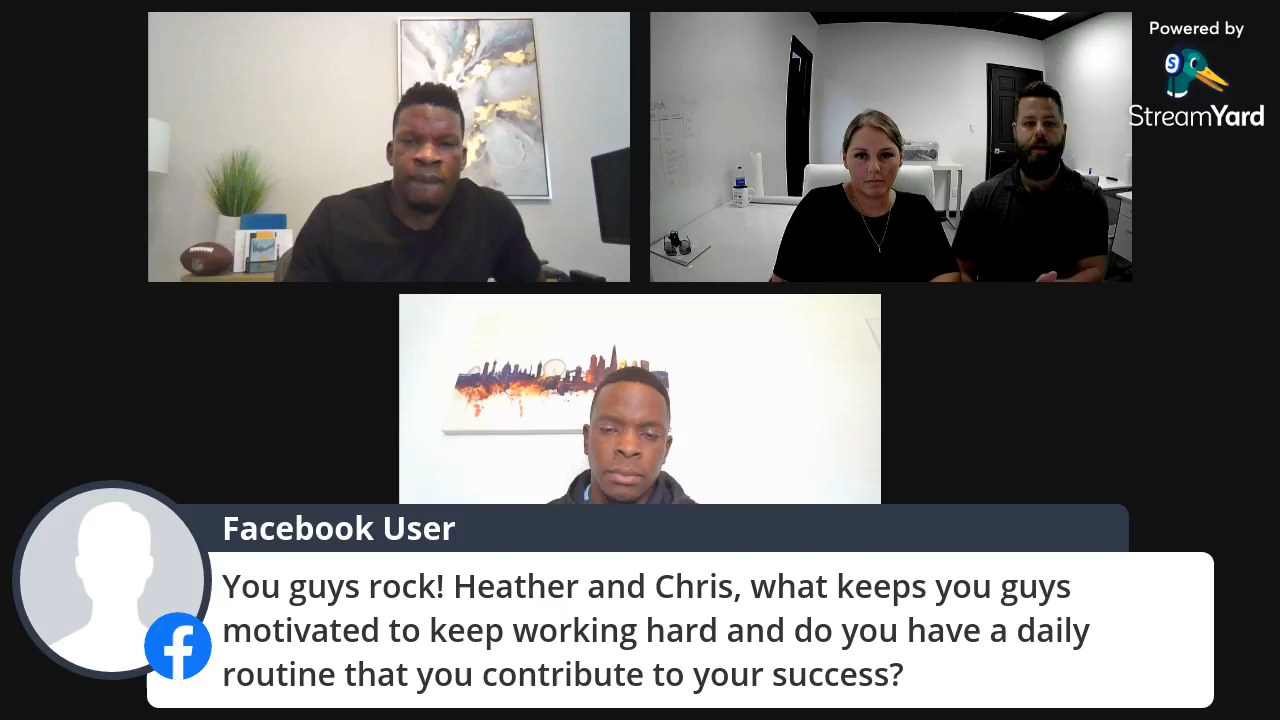 Powered by
S
StreamYard
Facebook User
You guys rock! Heather and Chris, what keeps you guys
motivated to keep working hard and do you have a daily
routine that you contribute to your success?